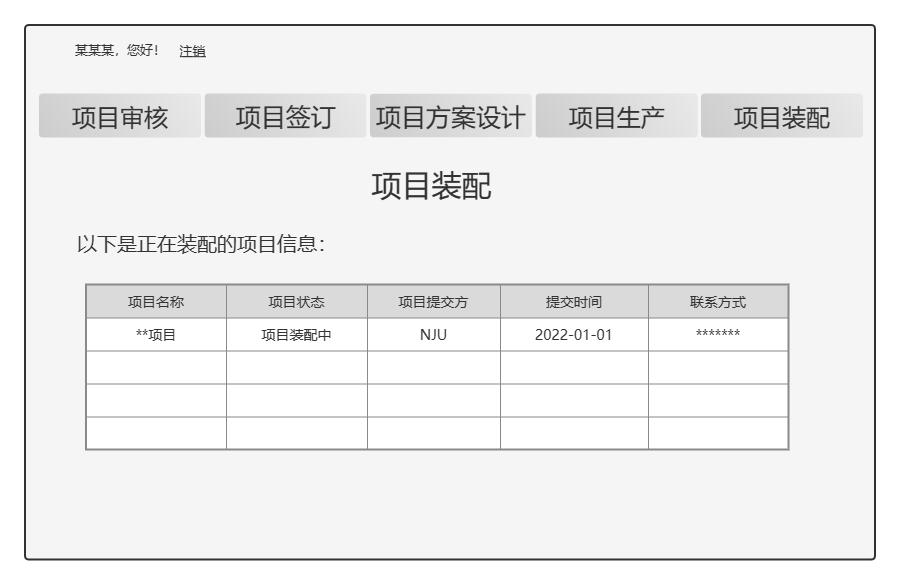 某某某，您好！ 注销
项目审核 项目签订 项目方案设计 项目生产 项目装配
项目装配
以下是正在装配的项目信息：
项目名称 项目状态 项目提交方 提交时间 联系方式
**项目 项目装配中 NJU 2022-01-01 *******